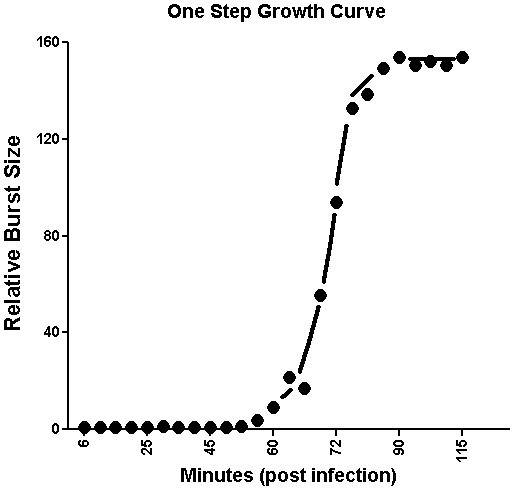 One Step Growth Curve
160
120
80
40
0
Relative Burst Size
6 25 45 60 72 90 115
Minutes (post infection)